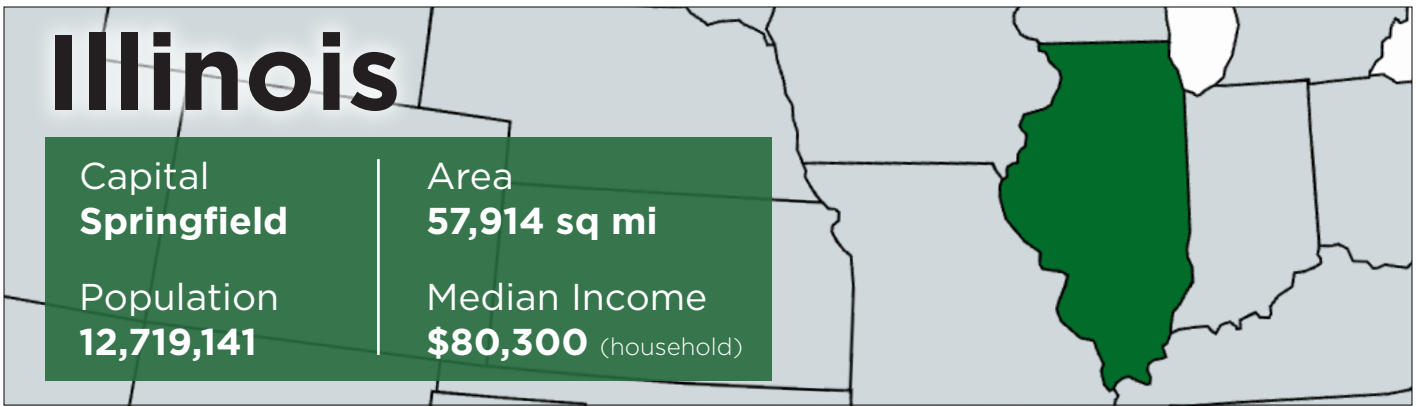 Illinois
Capital
Springfield
Population
12,719,141
Area
57,914 sq mi
Median Income
$80,300 (household)